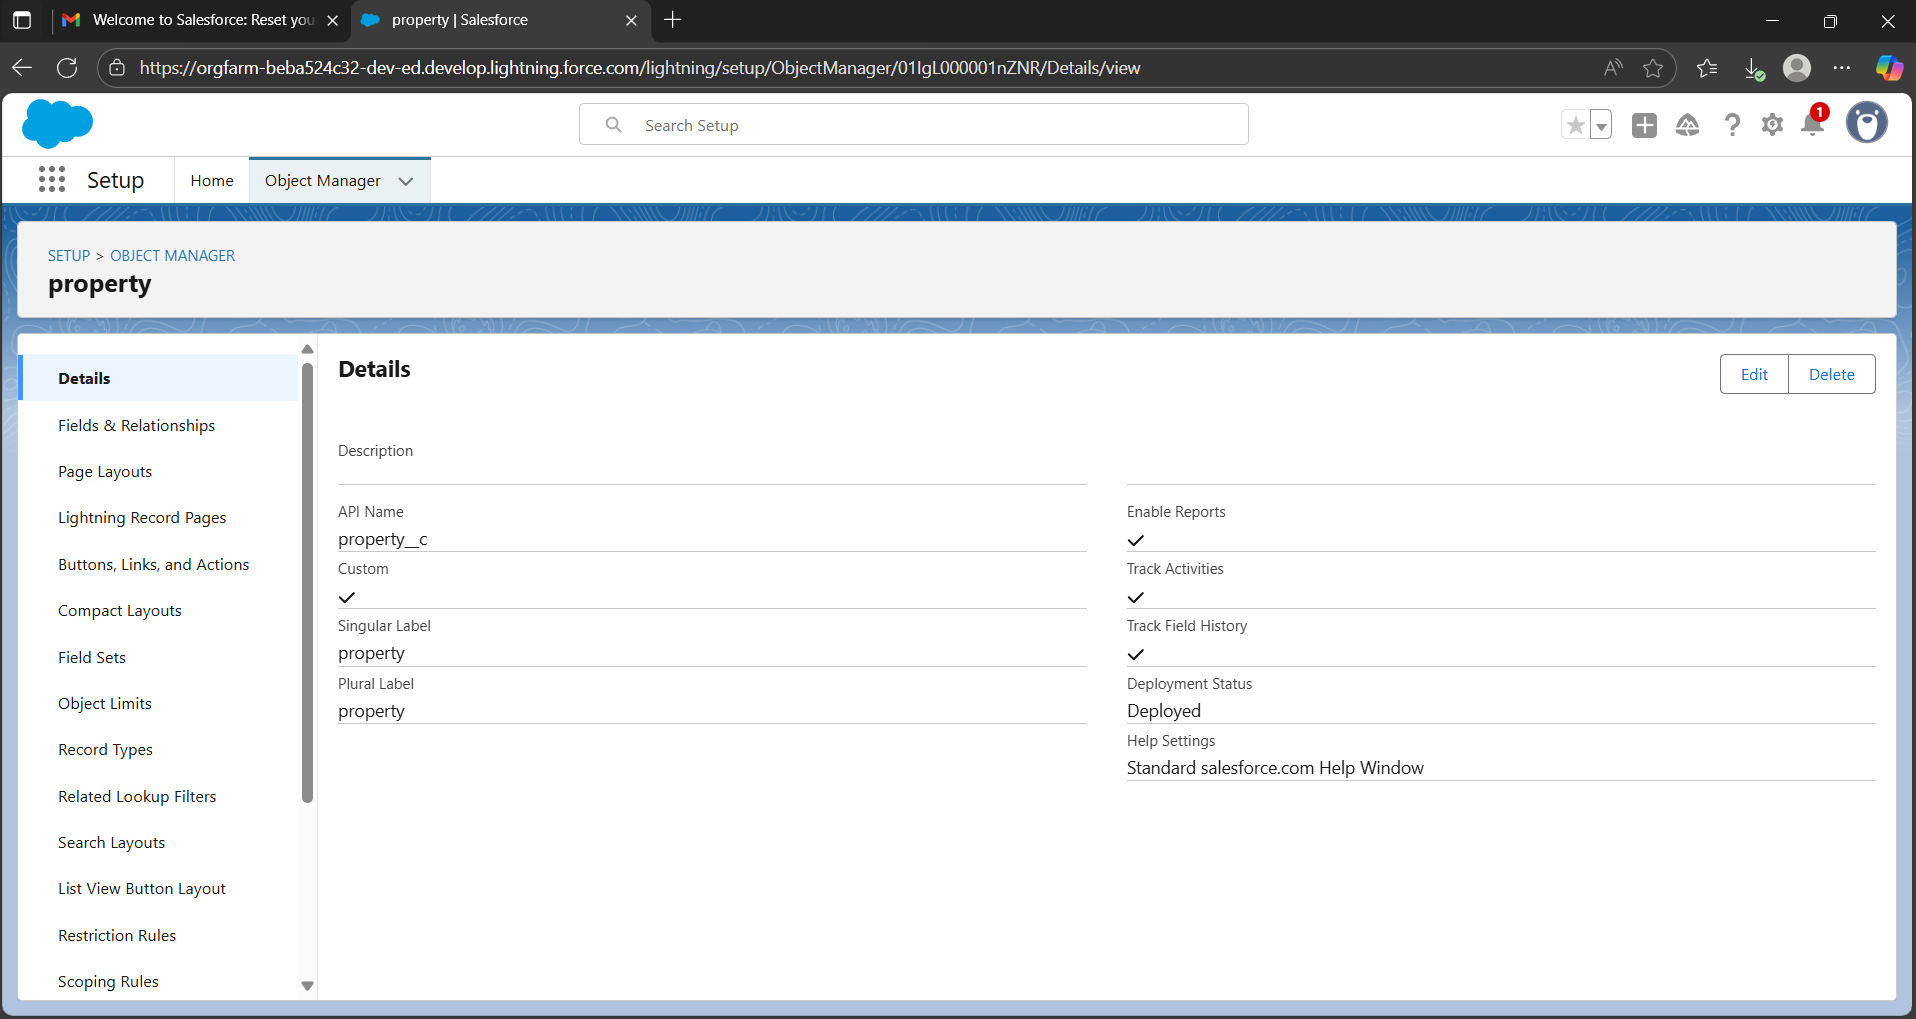 Welcome to Salesforce: Reset you
property | Salesforce
https://orgfarm-beba524c32-dev-ed.develop.lightning.force.com/lightning/setup/ObjectManager/01IgL000001nZNR/Details/view
Search Setup
1
Setup
Home
Object Manager
SETUP > OBJECT MANAGER
property
Details
Fields & Relationships
Page Layouts
Lightning Record Pages
Buttons, Links, and Actions
Compact Layouts
Field Sets
Object Limits
Record Types
Related Lookup Filters
Search Layouts
List View Button Layout
Restriction Rules
Scoping Rules
Details
Edit
Delete
Description
API Name
property__c
Custom
Singular Label
property
Plural Label
property
Enable Reports
Track Activities
Track Field History
Deployment Status
Deployed
Help Settings
Standard salesforce.com Help Window